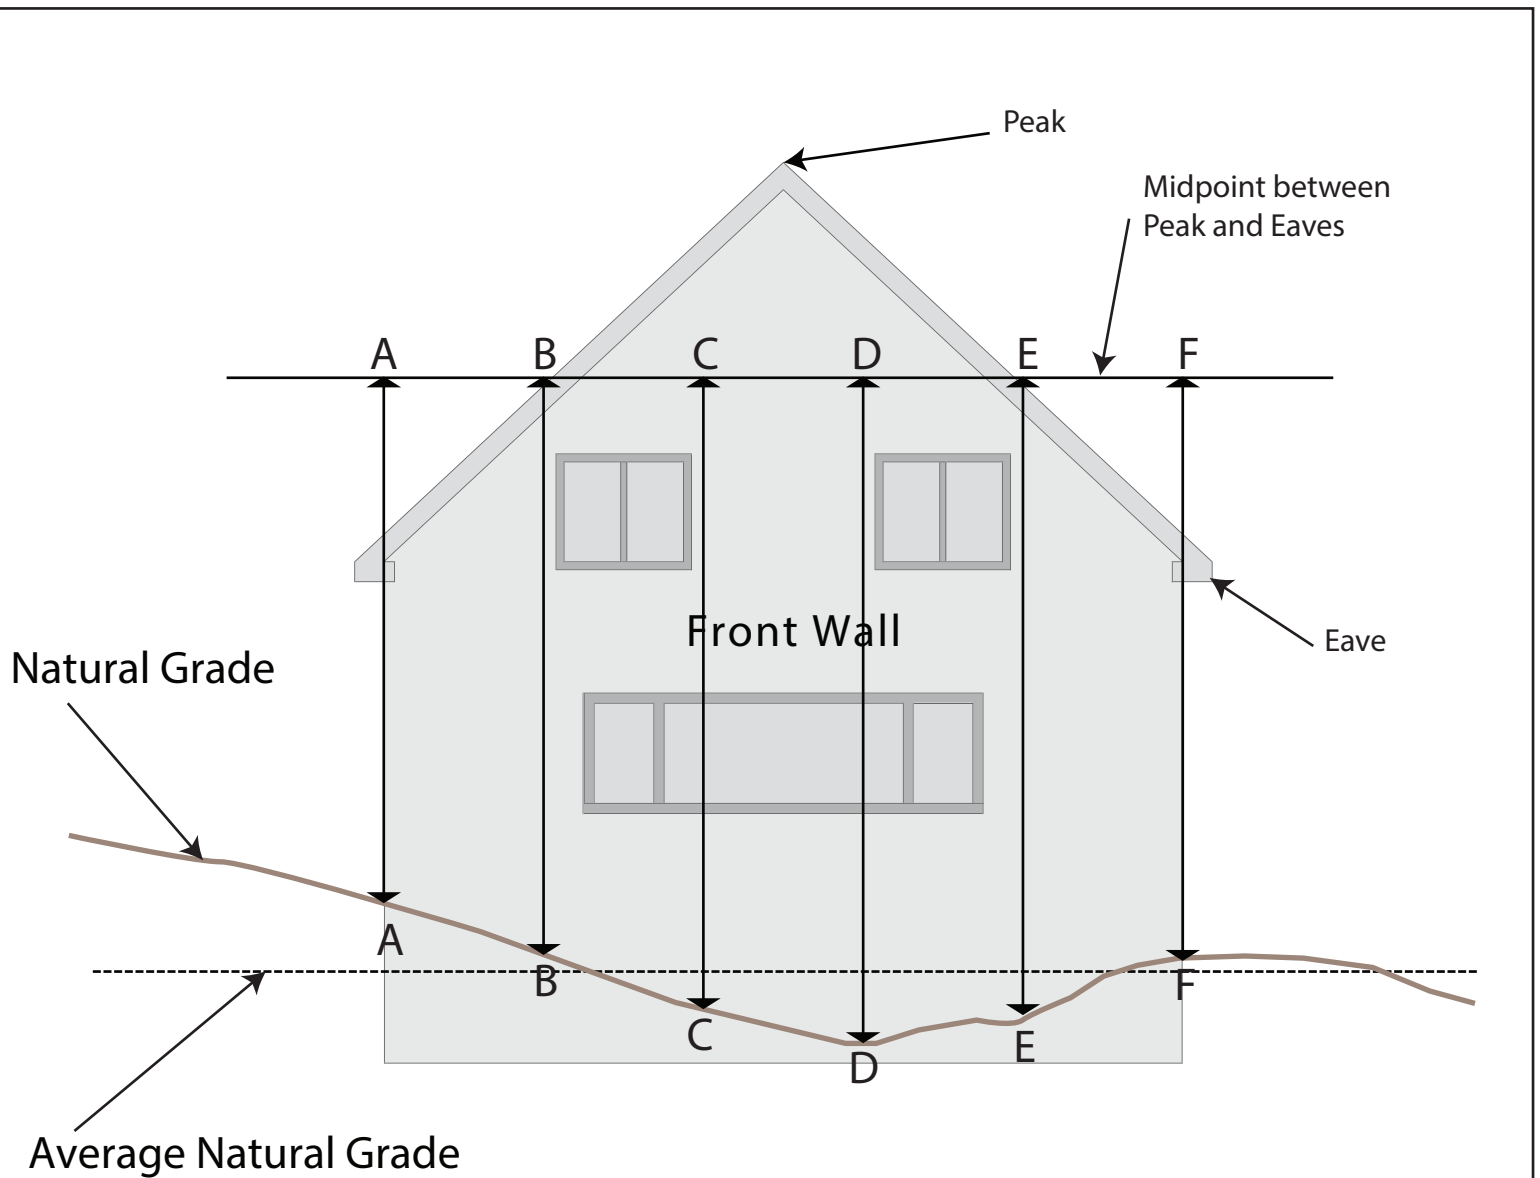 Peak
Midpoint between
Peak and Eaves
A
B
C
D
E
F
Front Wall
Eave
Natural Grade
A
B
F
C
E
D
Average Natural Grade